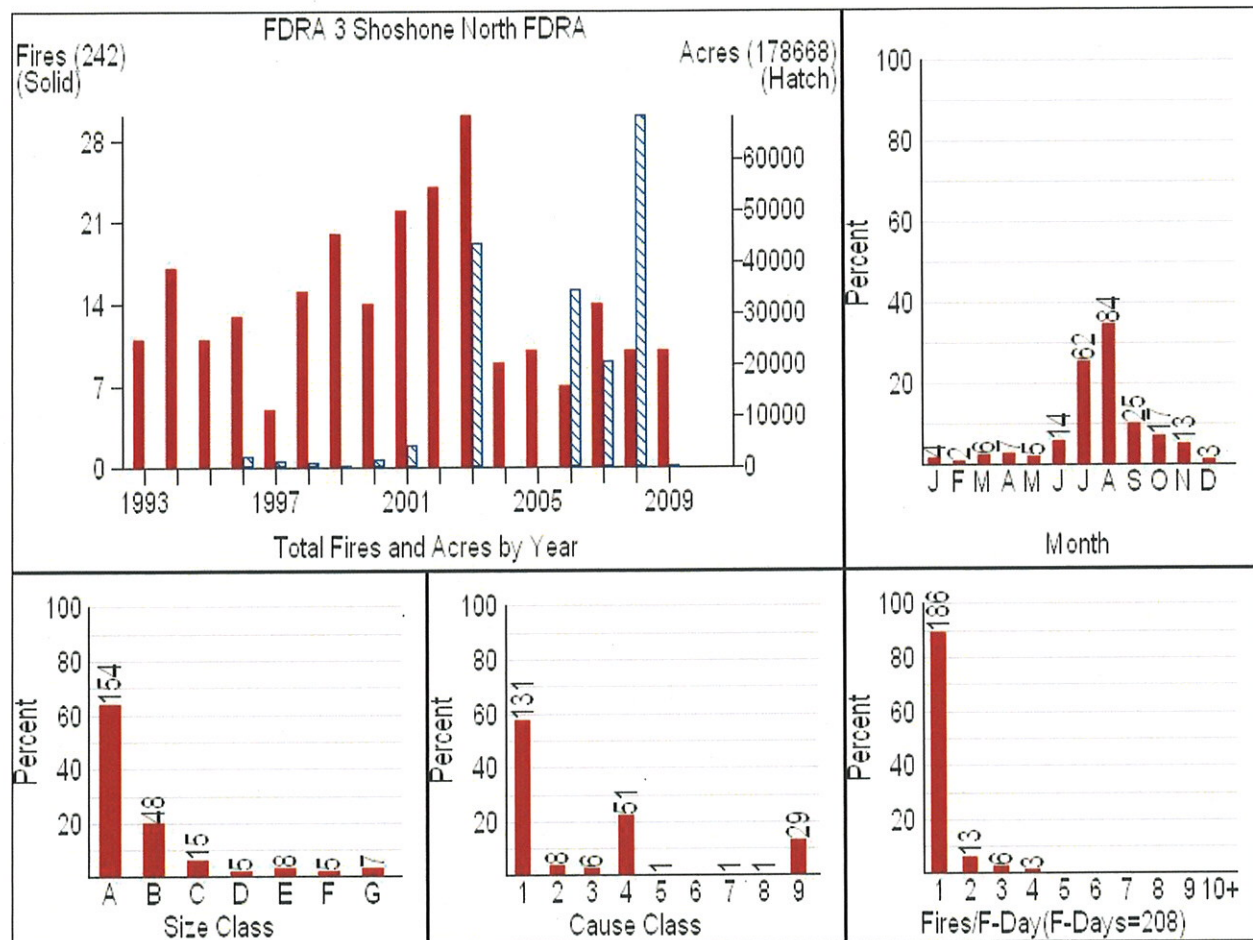 FDRA 3 Shoshone North FDRA
Fires (242)
(Solid)
Acres (178668)
(Hatch)
28
21
14
7
0
60000
50000
40000
30000
20000
10000
0
1993 1997 2001 2005 2009
Total Fires and Acres by Year
100
80
60
40
20
Percent
4 2 6 7 5 14 62 84 25 17 13 3
J F M A M J J A S O N D
Month
100
80
60
40
20
Percent
154 48 15 5 8 5 7
A B C D E F G
Size Class
100
80
60
40
20
Percent
131 8 6 51 1 1 1 29
1 2 3 4 5 6 7 8 9
Cause Class
100
80
60
40
20
Percent
186 13 6 3
1 2 3 4 5 6 7 8 9 10+
Fires/F-Day(F-Days=208)